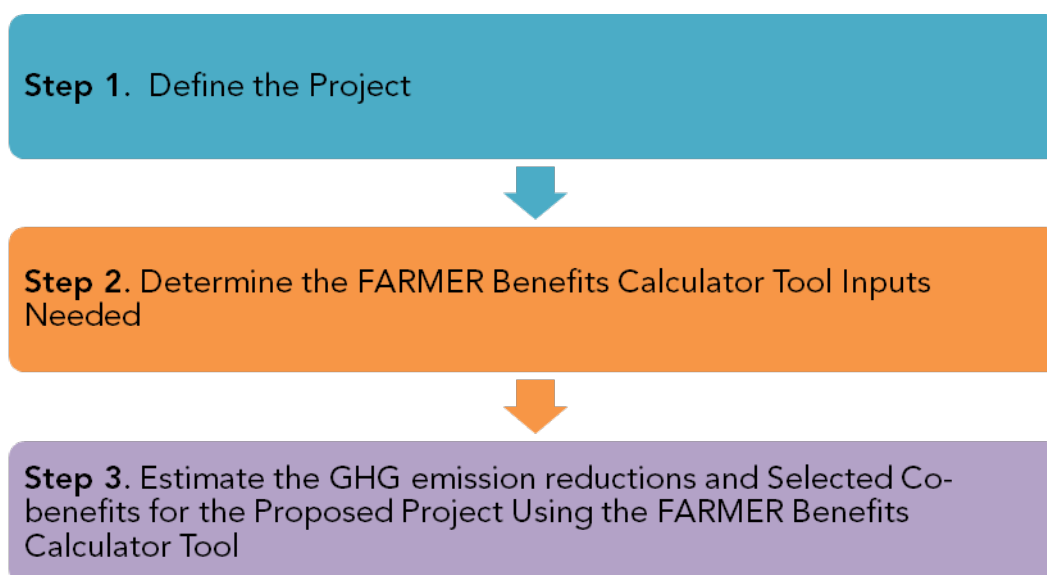 Step 1.  Define the Project
Step 2. Determine the FARMER Benefits Calculator Tool Inputs
Needed
Step 3. Estimate the GHG emission reductions and Selected Co-
benefits for the Proposed Project Using the FARMER Benefits
Calculator Tool